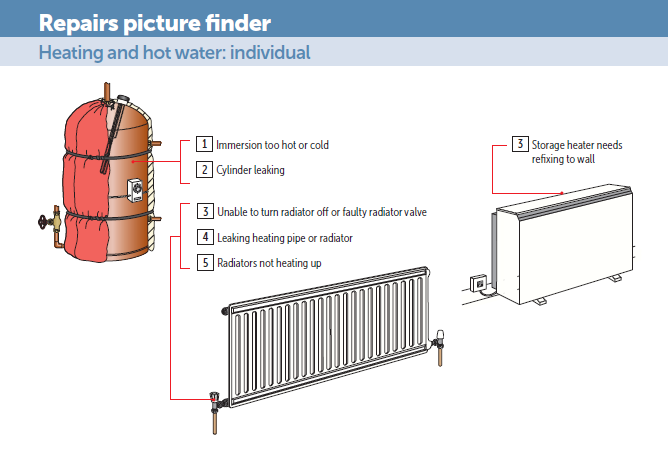 Repairs picture finder
Heating and hot water: individual
1 Immersion too hot or cold
2 Cylinder leaking
3 Unable to turn radiator off or faulty radiator valve
4 Leaking heating pipe or radiator
5 Radiators not heating up
3 Storage heater needs
refixing to wall